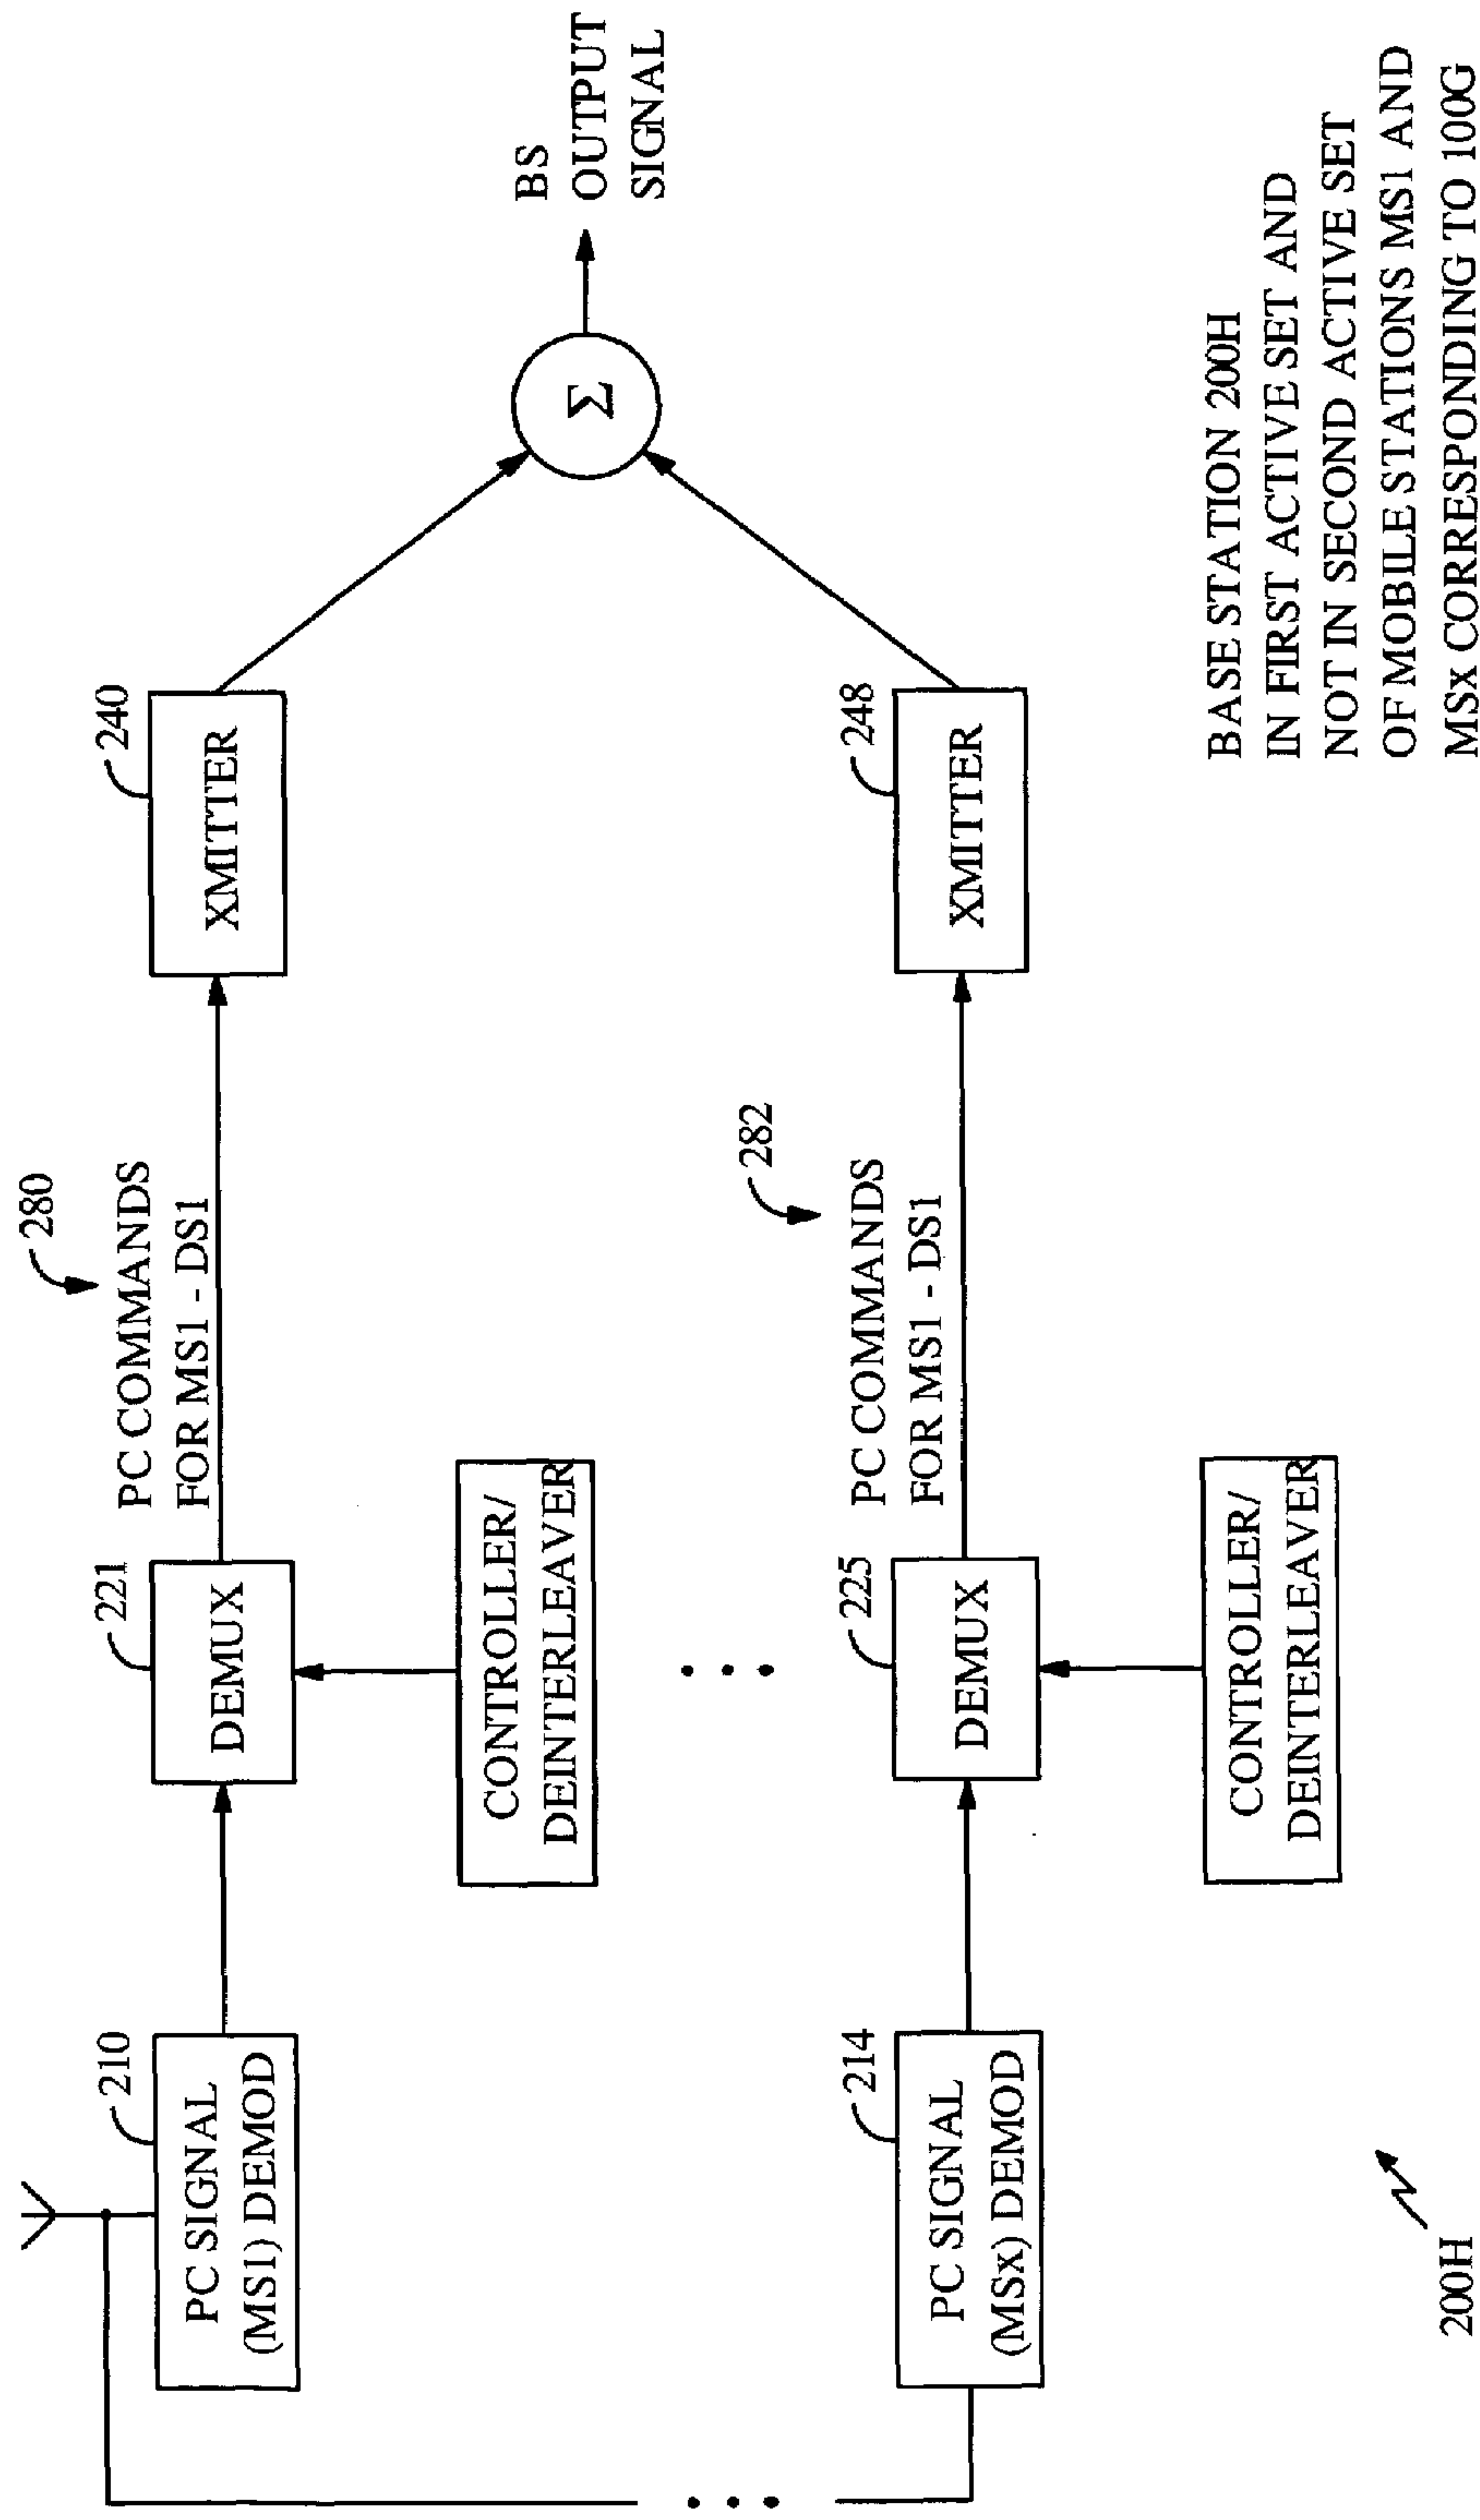 210
PC SIGNAL
(MS1) DEMOD
221
DEMUX
CONTROLLER/
DEINTERLEAVER
280
PC COMMANDS
FOR MS1 - DS1
240
XMITTER
Σ
BS
OUTPUT
SIGNAL
214
PC SIGNAL
(MSx) DEMOD
225
DEMUX
CONTROLLER/
DEINTERLEAVER
282
PC COMMANDS
FOR MS1 - DS1
248
XMITTER
200H
BASE STATION 200H
IN FIRST ACTIVE SET AND
NOT IN SECOND ACTIVE SET
OF MOBILE STATIONS MS1 AND
MSx CORRESPONDING TO 100G